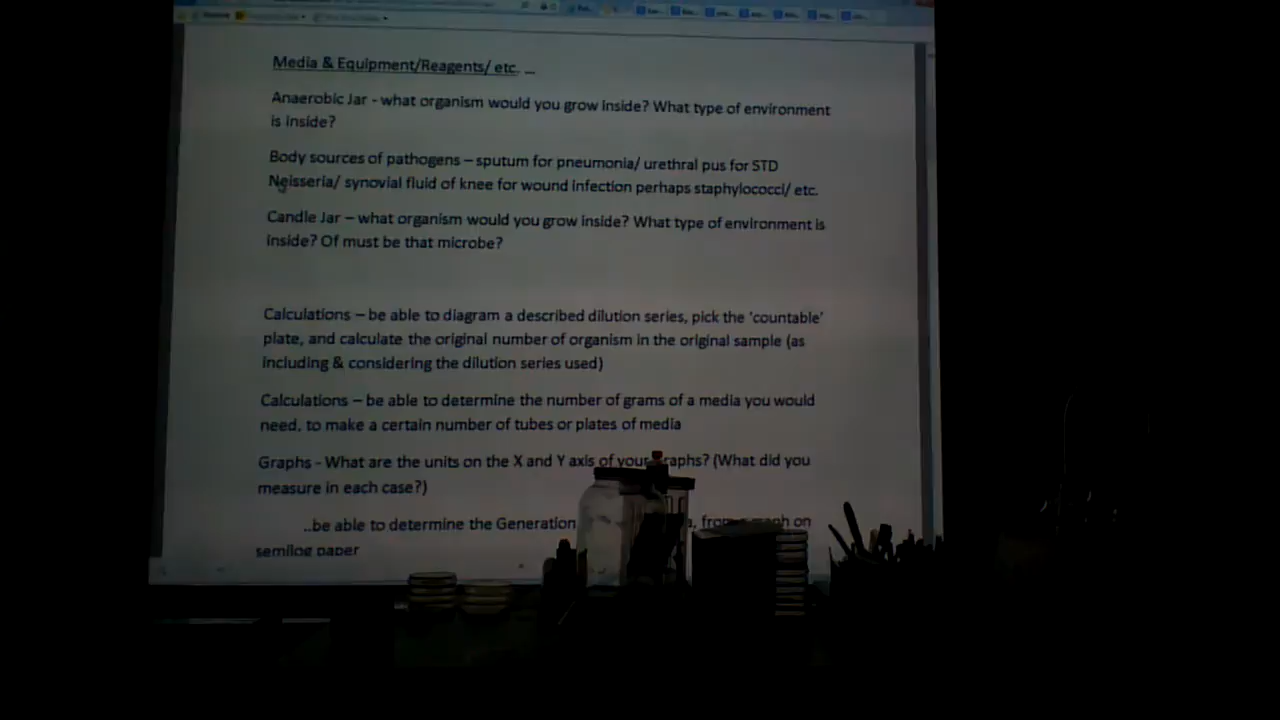 Media & Equipment/Reagents/ etc. ...
Anaerobic Jar - what organism would you grow inside? What type of environment
is inside?
Body sources of pathogens – sputum for pneumonia/ urethral pus for STD
Neisseria/ synovial fluid of knee for wound infection perhaps staphylococci/ etc.
Candle Jar – what organism would you grow inside? What type of environment is
inside? Of must be that microbe?
Calculations – be able to diagram a described dilution series, pick the 'countable'
plate, and calculate the original number of organism in the original sample (as
including & considering the dilution series used)
Calculations – be able to determine the number of grams of a media you would
need, to make a certain number of tubes or plates of media
Graphs - What are the units on the X and Y axis of your graphs? (What did you
measure in each case?)
..be able to determine the Generation from graph on
semilog paper